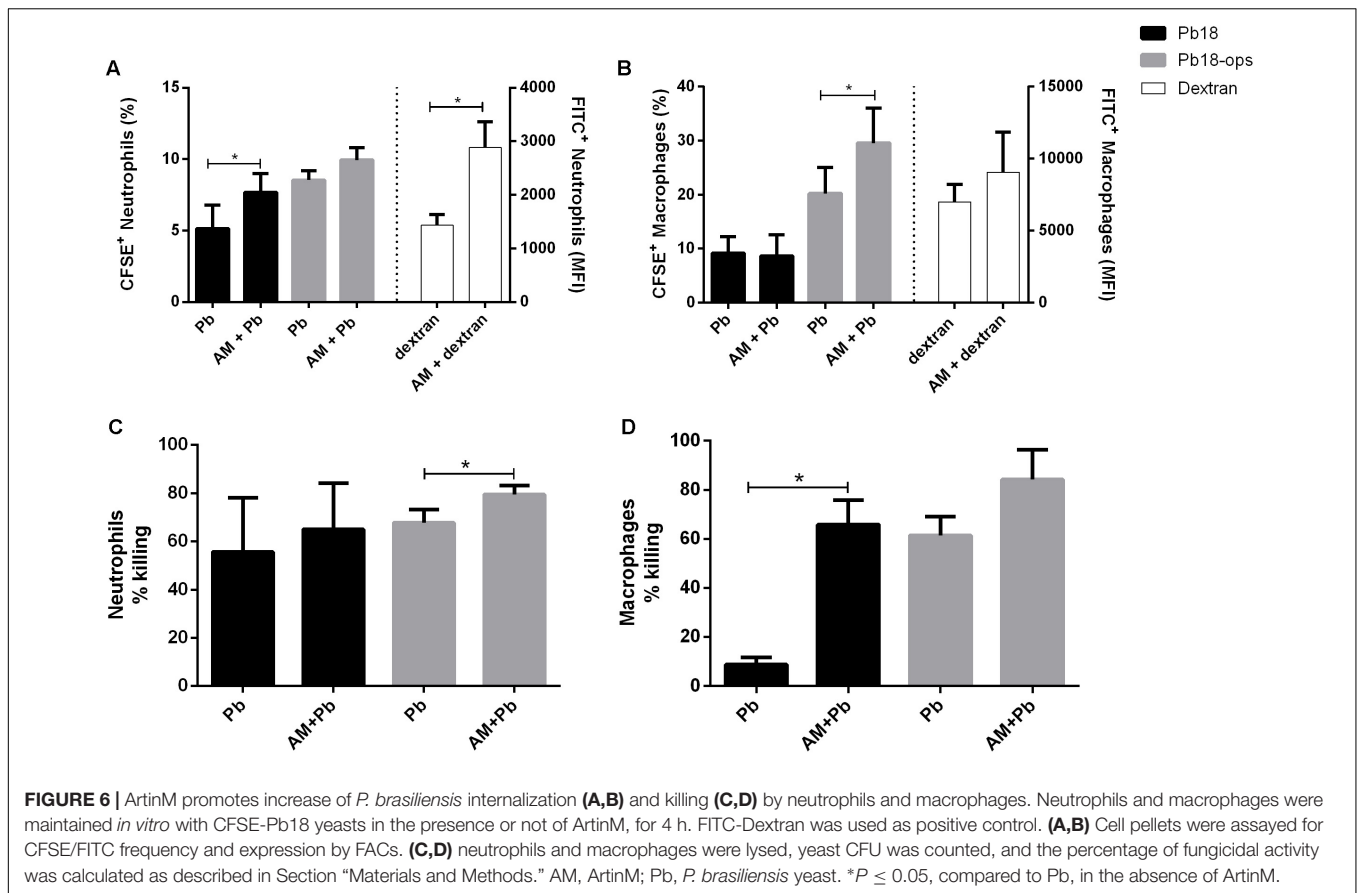 Pb18
Pb18-ops
Dextran
A
CFSE+ Neutrophils (%)
15
10
5
0
*
*
4000
3000
2000
1000
0
FITC+ Neutrophils (MFI)
Pb
AM + Pb
Pb
AM + Pb
dextran
AM + dextran
B
CFSE+ Macrophages (%)
40
30
20
10
0
*
15000
10000
5000
0
FITC+ Macrophages (MFI)
Pb
AM + Pb
Pb
AM + Pb
dextran
AM + dextran
C
Neutrophils
% killing
100
80
60
40
20
0
*
Pb
AM+Pb
Pb
AM+Pb
D
Macrophages
% killing
100
80
60
40
20
0
*
Pb
AM+Pb
Pb
AM+Pb
FIGURE 6 | ArtinM promotes increase of P. brasiliensis internalization (A,B) and killing (C,D) by neutrophils and macrophages. Neutrophils and macrophages were
maintained in vitro with CFSE-Pb18 yeasts in the presence or not of ArtinM, for 4 h. FITC-Dextran was used as positive control. (A,B) Cell pellets were assayed for
CFSE/FITC frequency and expression by FACs. (C,D) neutrophils and macrophages were lysed, yeast CFU was counted, and the percentage of fungicidal activity
was calculated as described in Section “Materials and Methods.” AM, ArtinM; Pb, P. brasiliensis yeast. *P ≤ 0.05, compared to Pb, in the absence of ArtinM.